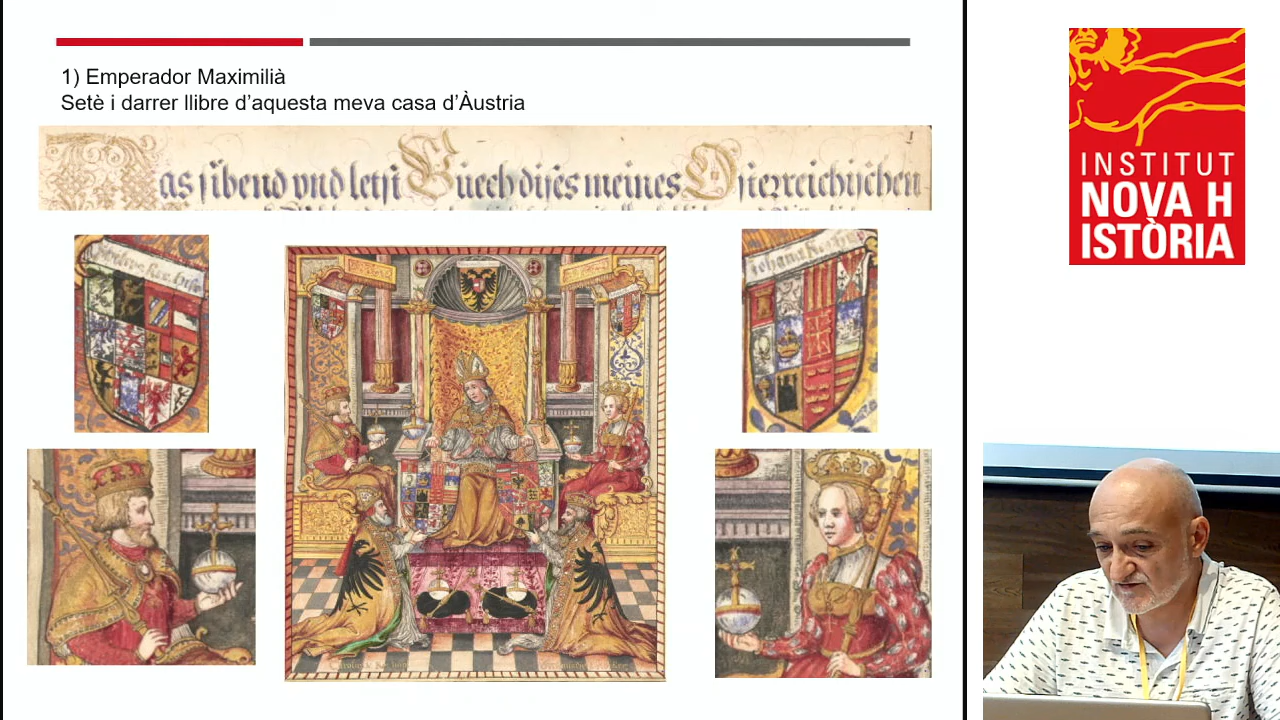 1) Emperador Maximilià
Setè i darrer llibre d'aquesta meva casa d'Àustria
as sibend vnd letst Buech dises meines Osterreichischen
INSTITUT
NOVA H
ISTÒRIA